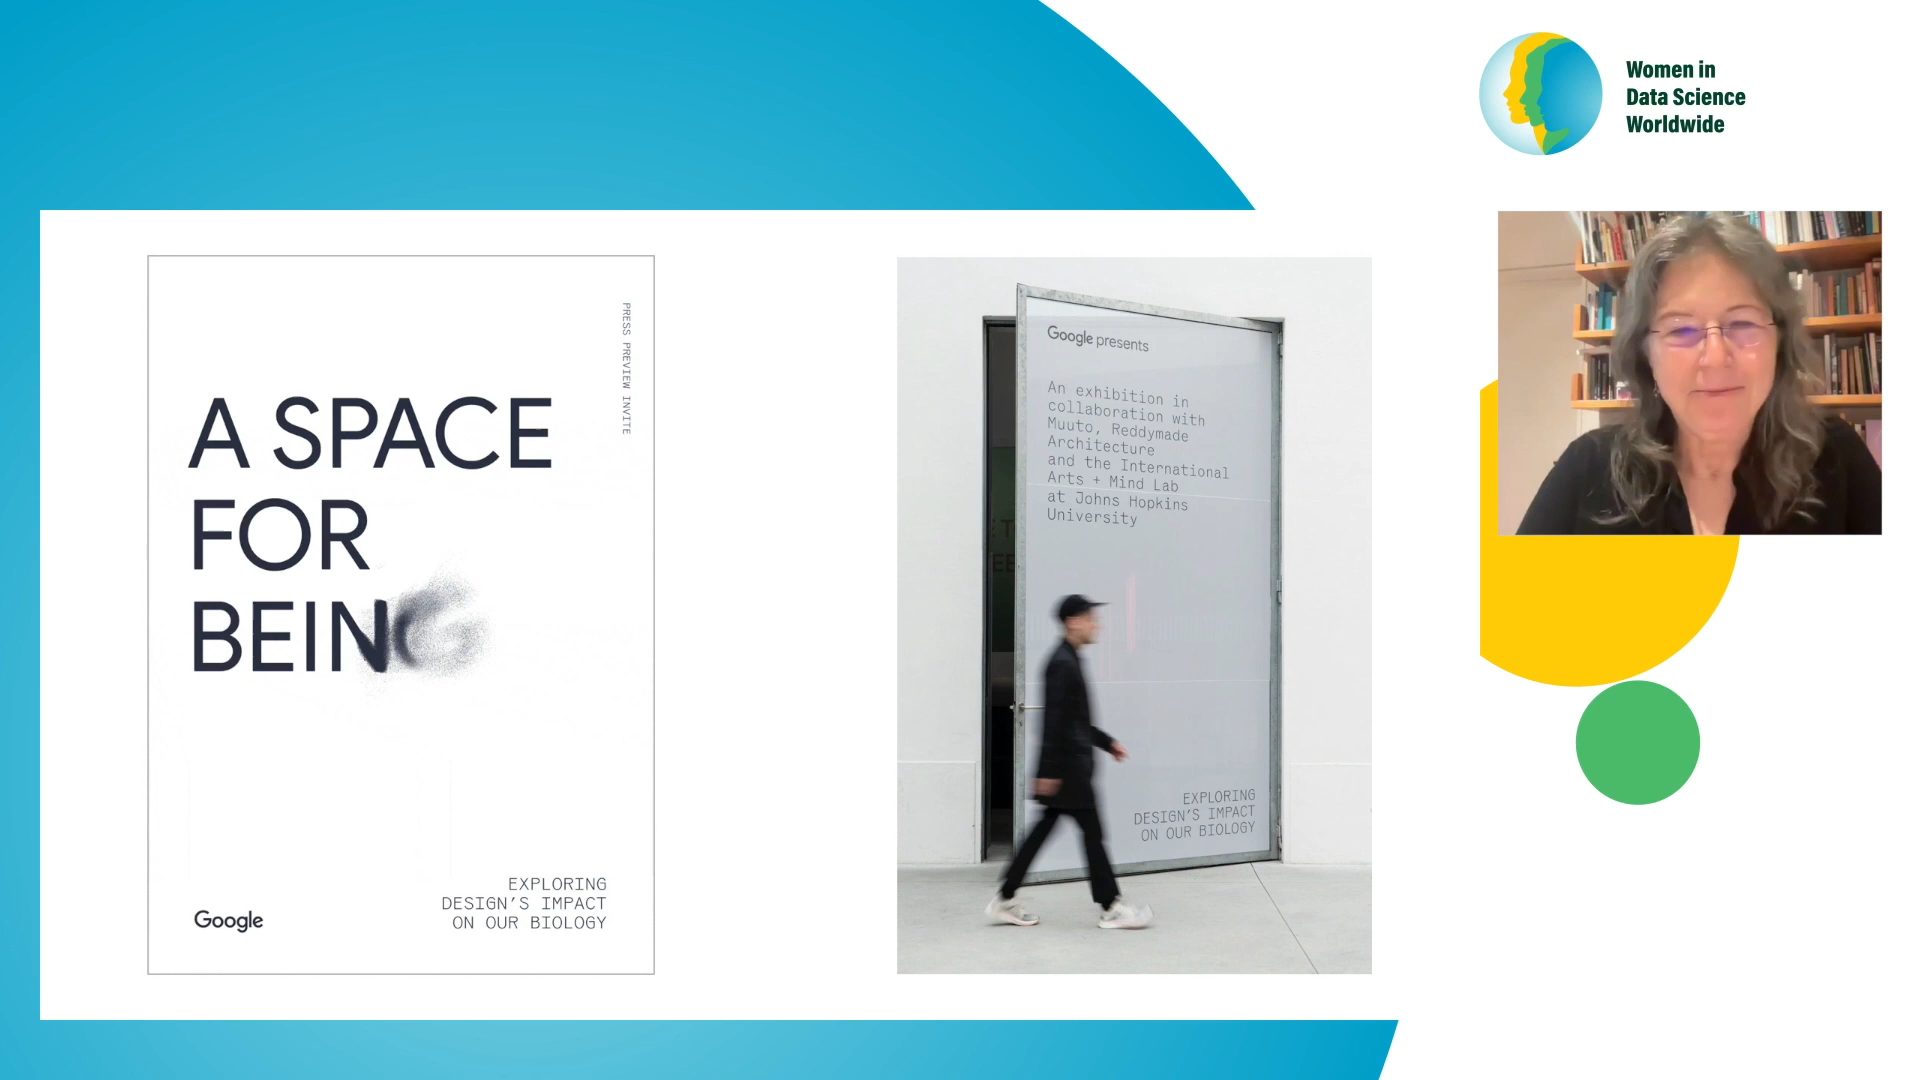 Women in
Data Science
Worldwide
PRESS PREVIEW INVITE
A SPACE
FOR
BEING
Google
EXPLORING
DESIGN'S IMPACT
ON OUR BIOLOGY
Google presents
An exhibition in
collaboration with
Muuto, Reddymade
Architecture
and the International
Arts + Mind Lab
at Johns Hopkins
University
EXPLORING
DESIGN'S IMPACT
ON OUR BIOLOGY